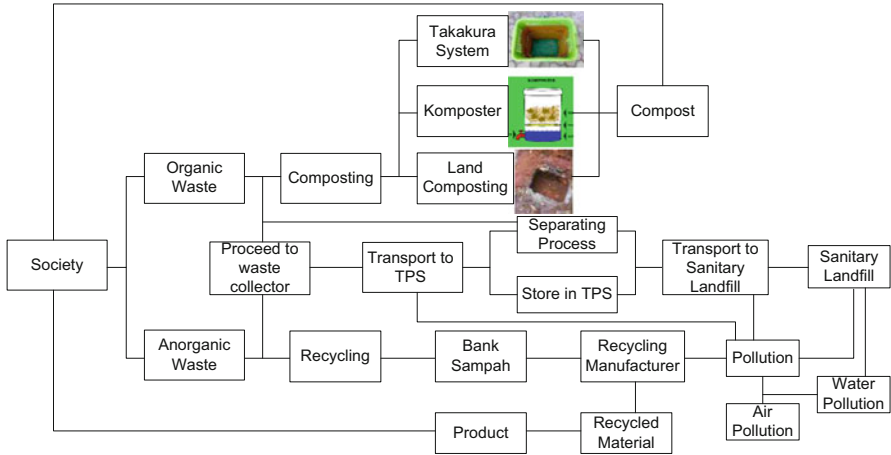 Takakura
System
Komposter
Compost
Organic
Waste
Composting
Land
Composting
Society
Proceed to
waste
collector
Transport to
TPS
Separating
Process
Store in TPS
Transport to
Sanitary
Landfill
Sanitary
Landfill
Anorganic
Waste
Recycling
Bank
Sampah
Recycling
Manufacturer
Pollution
Water
Pollution
Air
Pollution
Product
Recycled
Material